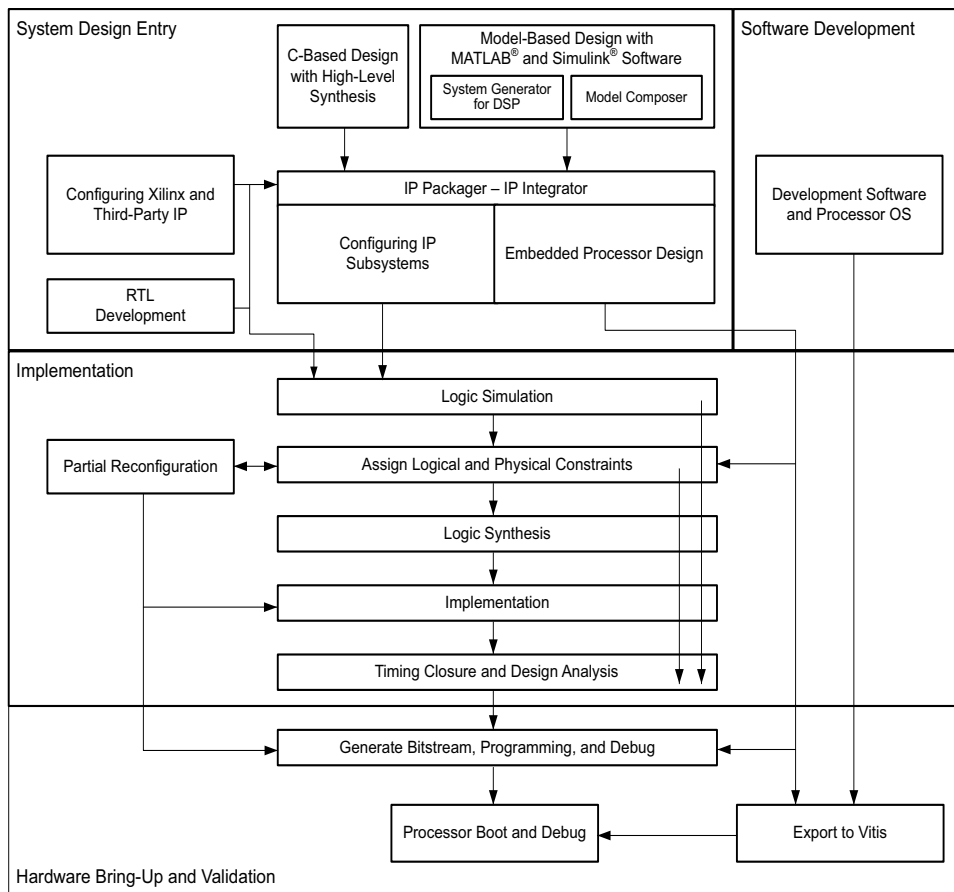 System Design Entry
C-Based Design
with High-Level
Synthesis
Model-Based Design with
MATLAB® and Simulink® Software
System Generator
for DSP
Model Composer
Software Development
Configuring Xilinx and
Third-Party IP
IP Packager – IP Integrator
Configuring IP
Subsystems
Embedded Processor Design
Development Software
and Processor OS
RTL
Development
Implementation
Logic Simulation
Partial Reconfiguration
Assign Logical and Physical Constraints
Logic Synthesis
Implementation
Timing Closure and Design Analysis
Generate Bitstream, Programming, and Debug
Processor Boot and Debug
Export to Vitis
Hardware Bring-Up and Validation